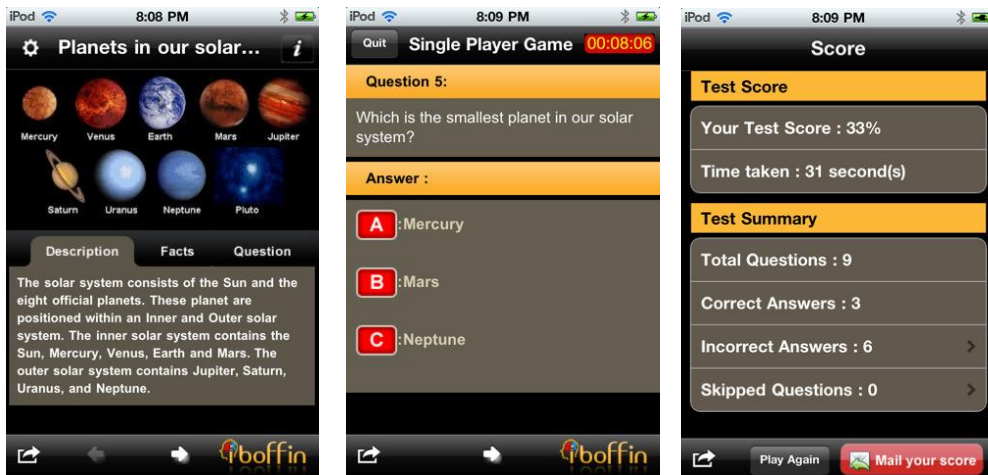 iPod 8:08 PM
Planets in our solar... i
Mercury Venus Earth Mars Jupiter
Saturn Uranus Neptune Pluto
Description Facts Question
The solar system consists of the Sun and the
eight official planets. These planet are
positioned within an Inner and Outer solar
system. The inner solar system contains the
Sun, Mercury, Venus, Earth and Mars. The
outer solar system contains Jupiter, Saturn,
Uranus, and Neptune.
iboffin
iPod 8:09 PM
Quit Single Player Game 00:08:06
Question 5:
Which is the smallest planet in our solar
system?
Answer :
A :Mercury
B :Mars
C :Neptune
iboffin
iPod 8:09 PM
Score
Test Score
Your Test Score : 33%
Time taken : 31 second(s)
Test Summary
Total Questions : 9
Correct Answers : 3
Incorrect Answers : 6
Skipped Questions : 0
Play Again Mail your score